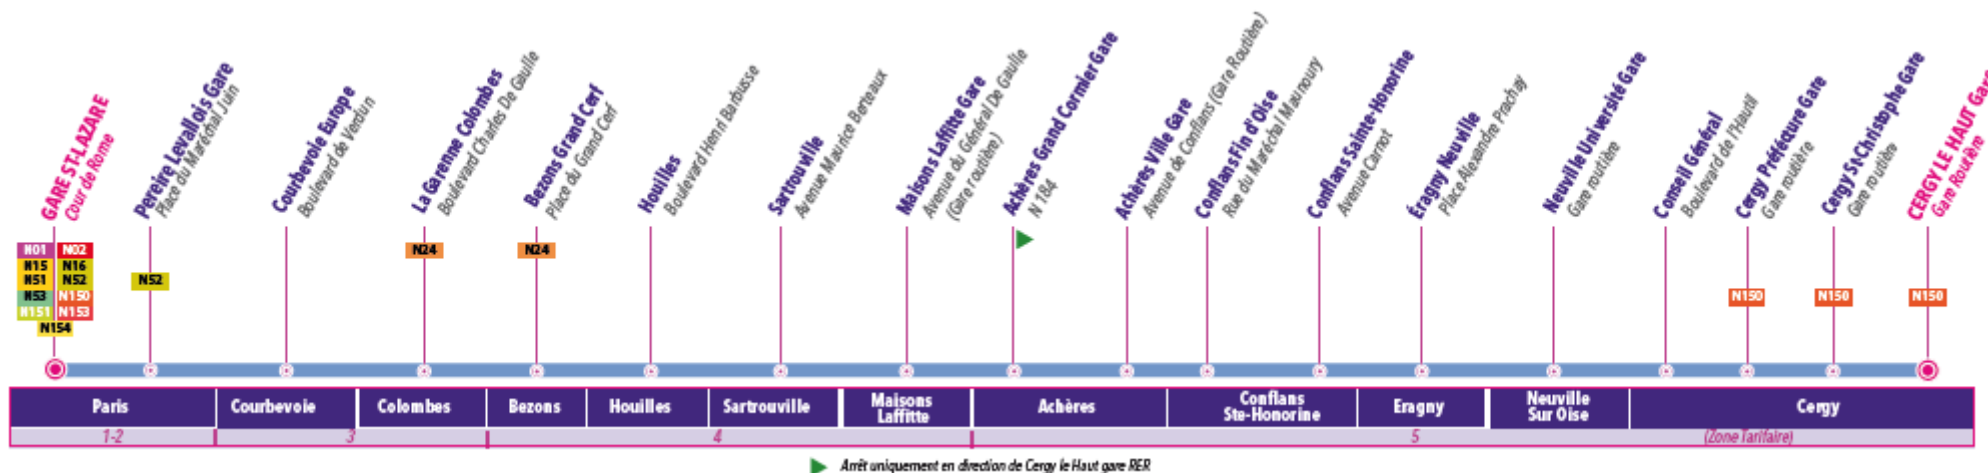 GARE ST-LAZARE
Cour de Rome
Pereire Levallois Gare
Place du Maréchal Juin
Courbevoie Europe
Boulevard de Verdun
La Garenne Colombes
Boulevard Charles De Gaulle
Bezons Grand Cerf
Place du Grand Cerf
Houilles
Boulevard Henri Barbusse
Sartrouville
Avenue Maurice Berteaux
Maisons Laffitte Gare
Avenue du Général De Gaulle
(Gare routière)
Achères Grand Cormier Gare
N 184
Achères Ville Gare
Avenue de Conflans (Gare Routière)
Conflans Fin d'Oise
Rue du Maréchal Maunoury
Conflans Sainte-Honorine
Avenue Carnot
Éragny Neuville
Place Alexandre Prachay
Neuville Université Gare
Gare routière
Conseil Général
Boulevard de l'Hautil
Cergy Préfécture Gare
Gare routière
Cergy St-Christophe Gare
Gare routière
CERGY LE HAUT Gare
Gare Routière
N01 N02
N15 N16
N51 N52
N53 N150
N151 N153
N154
N52
N24
N24
N150
N150
N150
Paris
Courbevoie
Colombes
Bezons
Houilles
Sartrouville
Maisons
Laffitte
Achères
Conflans
Ste-Honorine
Eragny
Neuville
Sur Oise
Cergy
1-2
3
4
5
(Zone Tarifaire)
Arrêt uniquement en direction de Cergy le Haut gare RER